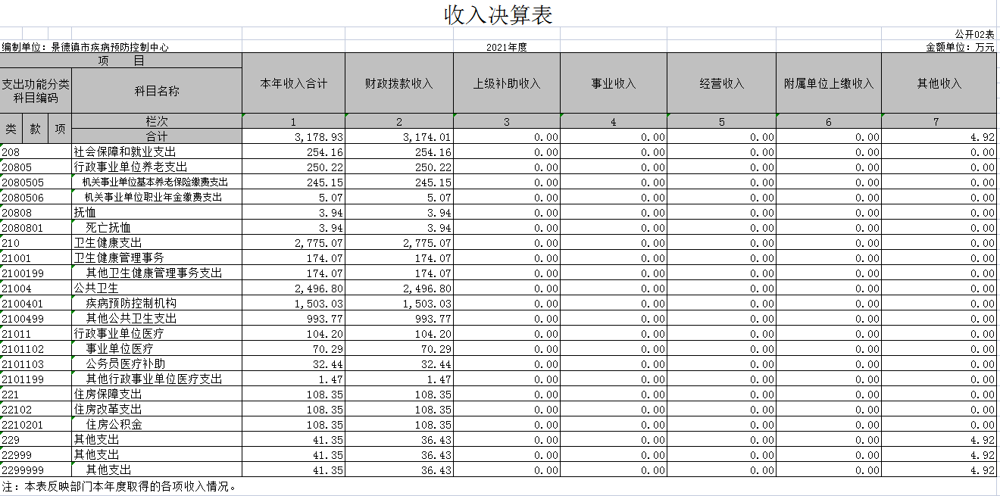 收入决算表
公开02表
编制单位：景德镇市疾病预防控制中心 2021年度 金额单位：万元
项 目 本年收入合计 财政拨款收入 上级补助收入 事业收入 经营收入 附属单位上缴收入 其他收入
支出功能分类科目编码 科目名称
类 款 项 栏次 1 2 3 4 5 6 7
合计 3,178.93 3,174.01 0.00 0.00 0.00 0.00 4.92
208 社会保障和就业支出 254.16 254.16 0.00 0.00 0.00 0.00 0.00
20805 行政事业单位养老支出 250.22 250.22 0.00 0.00 0.00 0.00 0.00
2080505 机关事业单位基本养老保险缴费支出 245.15 245.15 0.00 0.00 0.00 0.00 0.00
2080506 机关事业单位职业年金缴费支出 5.07 5.07 0.00 0.00 0.00 0.00 0.00
20808 抚恤 3.94 3.94 0.00 0.00 0.00 0.00 0.00
2080801 死亡抚恤 3.94 3.94 0.00 0.00 0.00 0.00 0.00
210 卫生健康支出 2,775.07 2,775.07 0.00 0.00 0.00 0.00 0.00
21001 卫生健康管理事务 174.07 174.07 0.00 0.00 0.00 0.00 0.00
2100199 其他卫生健康管理事务支出 174.07 174.07 0.00 0.00 0.00 0.00 0.00
21004 公共卫生 2,496.80 2,496.80 0.00 0.00 0.00 0.00 0.00
2100401 疾病预防控制机构 1,503.03 1,503.03 0.00 0.00 0.00 0.00 0.00
2100499 其他公共卫生支出 993.77 993.77 0.00 0.00 0.00 0.00 0.00
21011 行政事业单位医疗 104.20 104.20 0.00 0.00 0.00 0.00 0.00
2101102 事业单位医疗 70.29 70.29 0.00 0.00 0.00 0.00 0.00
2101103 公务员医疗补助 32.44 32.44 0.00 0.00 0.00 0.00 0.00
2101199 其他行政事业单位医疗支出 1.47 1.47 0.00 0.00 0.00 0.00 0.00
221 住房保障支出 108.35 108.35 0.00 0.00 0.00 0.00 0.00
22102 住房改革支出 108.35 108.35 0.00 0.00 0.00 0.00 0.00
2210201 住房公积金 108.35 108.35 0.00 0.00 0.00 0.00 0.00
229 其他支出 41.35 36.43 0.00 0.00 0.00 0.00 4.92
22999 其他支出 41.35 36.43 0.00 0.00 0.00 0.00 4.92
2299999 其他支出 41.35 36.43 0.00 0.00 0.00 0.00 4.92
注：本表反映部门本年度取得的各项收入情况。